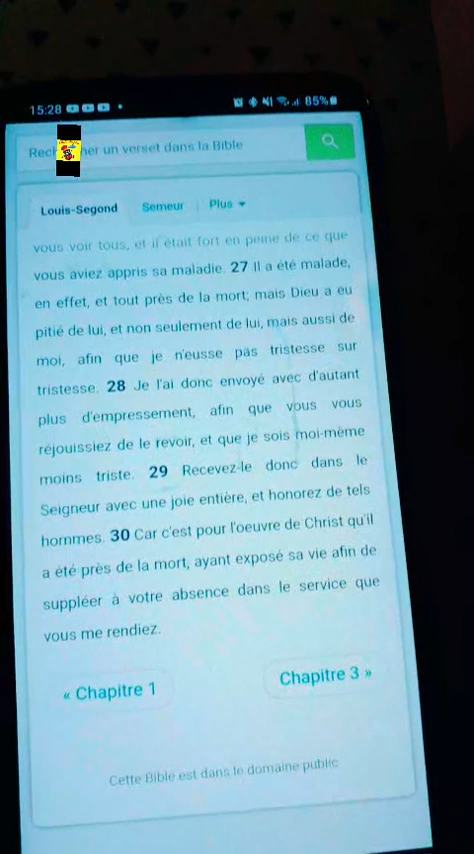 15:28
85%
Rec her un verset dans la Bible
Louis-Segond Semeur Plus
vous voir tous, et il était fort en peine de ce que
vous aviez appris sa maladie. 27 Il a été malade,
en effet, et tout près de la mort; mais Dieu a eu
pitié de lui, et non seulement de lui, mais aussi de
moi, afin que je n'eusse pas tristesse sur
tristesse. 28 Je l'ai donc envoyé avec d'autant
plus d'empressement, afin que vous vous
réjouissiez de le revoir, et que je sois moi-même
moins triste. 29 Recevez-le donc dans le
Seigneur avec une joie entière, et honorez de tels
hommes. 30 Car c'est pour l'oeuvre de Christ qu'il
a été près de la mort, ayant exposé sa vie afin de
suppléer à votre absence dans le service que
vous me rendiez.
« Chapitre 1
Chapitre 3 »
Cette Bible est dans le domaine public